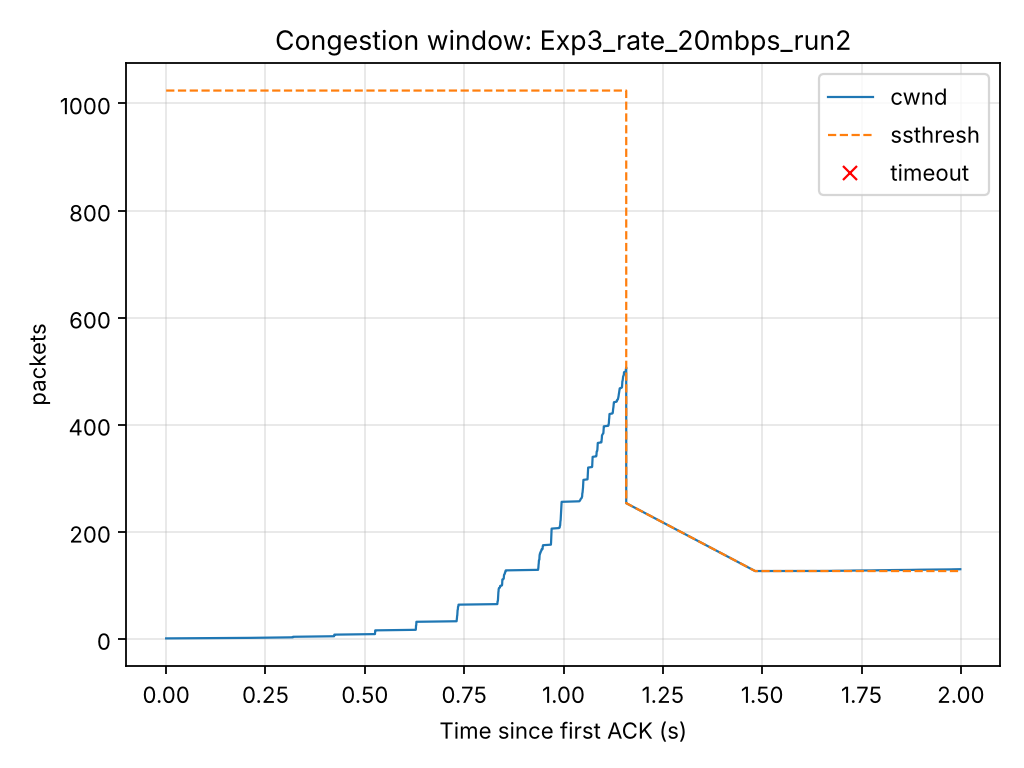 Congestion window: Exp3_rate_20mbps_run2
1000
800
600
400
200
0
packets
cwnd
ssthresh
timeout
0.00 0.25 0.50 0.75 1.00 1.25 1.50 1.75 2.00
Time since first ACK (s)